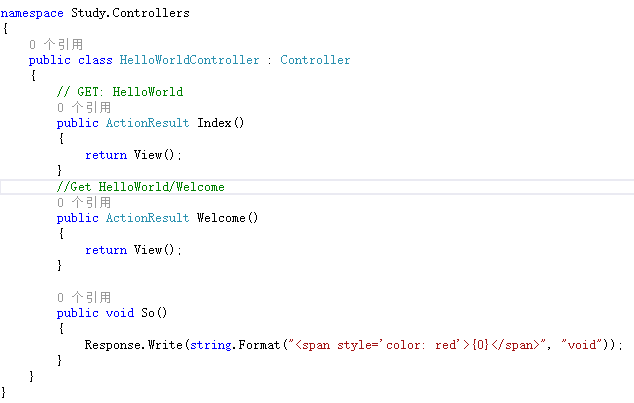 namespace Study.Controllers
{
0 个引用
public class HelloWorldController : Controller
{
// GET: HelloWorld
0 个引用
public ActionResult Index()
{
return View();
}
//Get HelloWorld/Welcome
0 个引用
public ActionResult Welcome()
{
return View();
}
0 个引用
public void So()
{
Response.Write(string.Format("<span style='color: red'>{0}</span>", "void"));
}
}
}